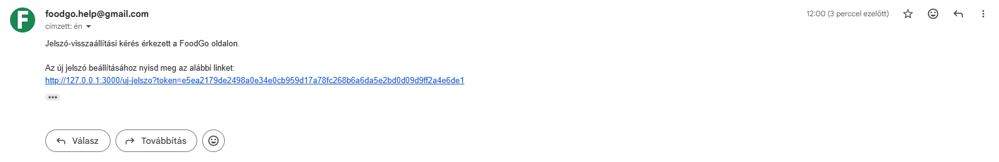 F
foodgo.help@gmail.com
12:00 (3 perccel ezelőtt)
címzett: én
Jelszó-visszaállítási kérés érkezett a FoodGo oldalon.
Az új jelszó beállításához nyisd meg az alábbi linket:
http://127.0.0.1:3000/uj-jelszo?token=e5ea2179de2498a0e34e0cb959d17a78fc268b6a6da5e2bd0d09d9ff2a4e6de1
Válasz
Továbbítás